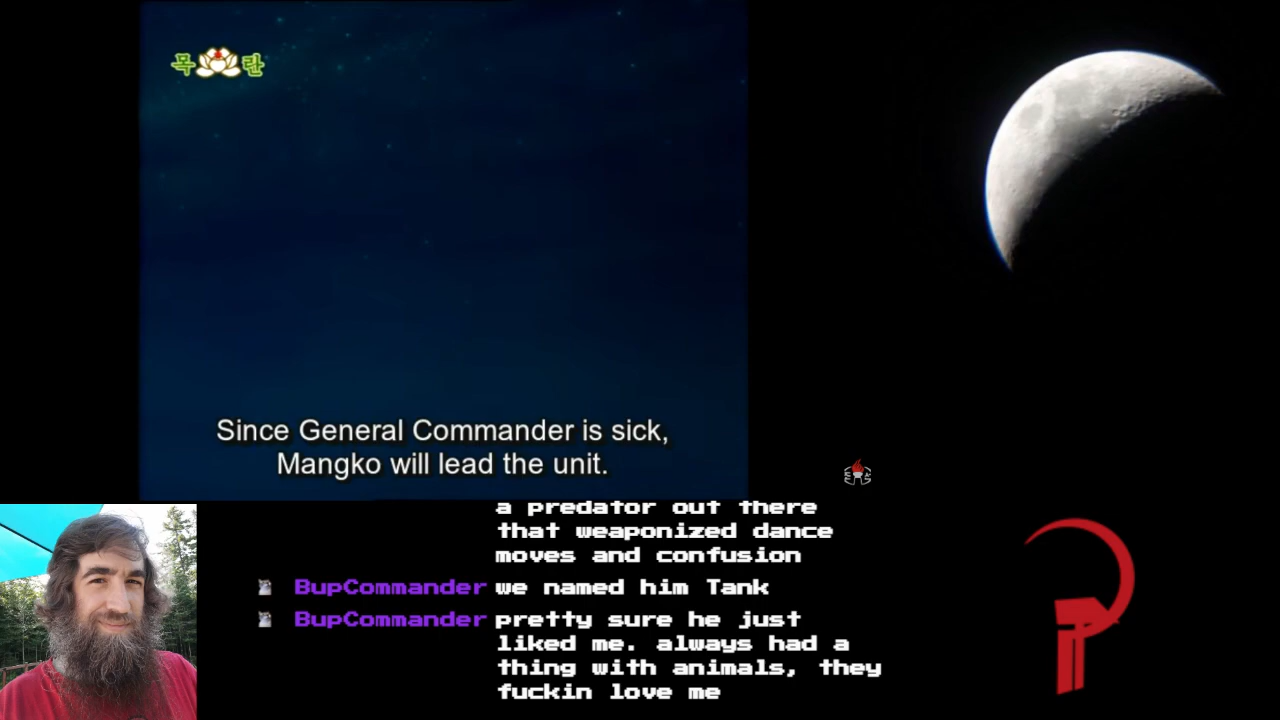 목란
Since General Commander is sick,
Mangko will lead the unit.
a predator out there
that weaponized dance
moves and confusion
BupCommander we named him Tank
BupCommander pretty sure he just
liked me. always had a
thing with animals, they
fuckin love me